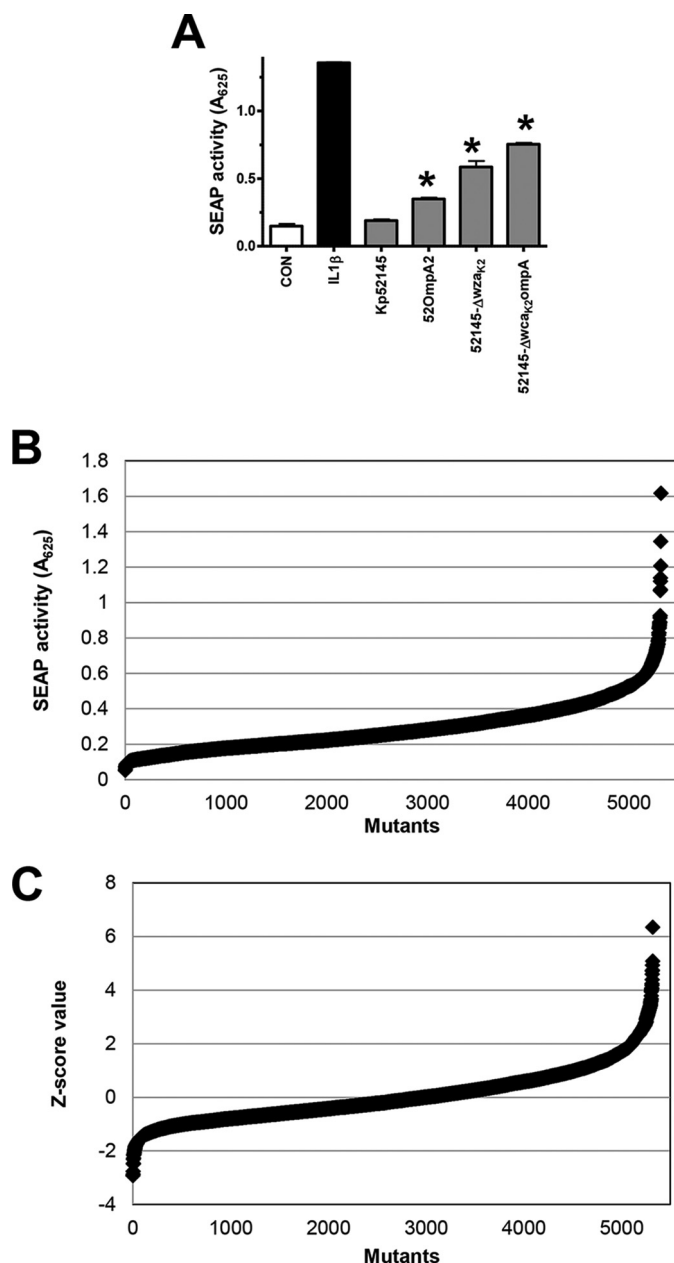 A
SEAP activity (A625)
1.0
0.5
0.0
* * *
CON
IL1β
Kp52145
52OmpA2
52145-ΔwzaK2
52145-ΔwcaK2ompA
B
SEAP activity (A625)
1.8
1.6
1.4
1.2
1
0.8
0.6
0.4
0.2
0
0 1000 2000 3000 4000 5000
Mutants
C
Z-score value
8
6
4
2
0
-2
-4
0 1000 2000 3000 4000 5000
Mutants